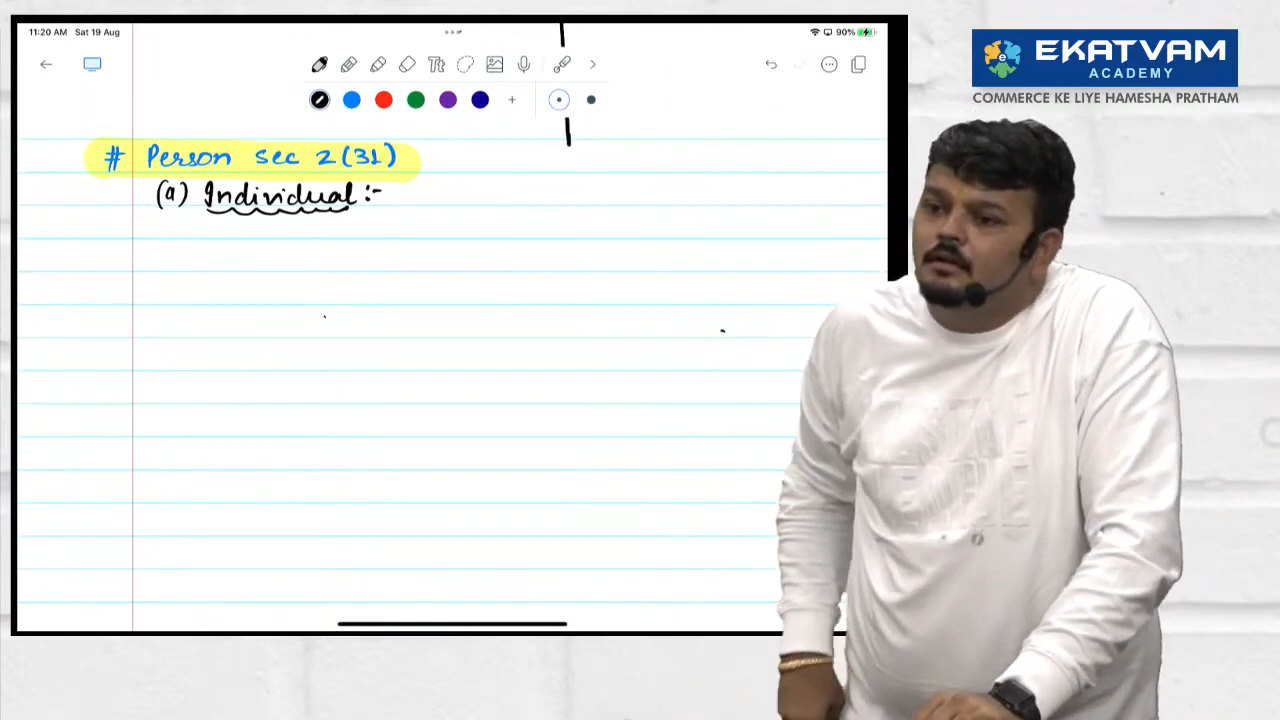 11:20 AM Sat 19 Aug
90%
Tt
# Person sec 2(31)
(a) Individual :-
EKATVAM
ACADEMY
COMMERCE KE LIYE HAMESHA PRATHAM